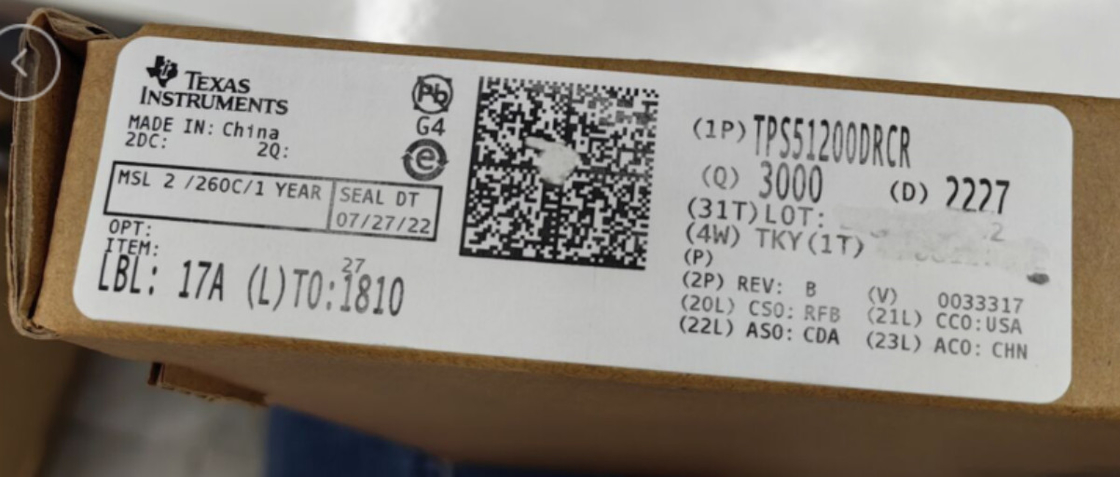 TEXAS
INSTRUMENTS
MADE IN: China
2DC: 2Q:
Pb
G4
e
MSL 2 /260C/1 YEAR
SEAL DT
07/27/22
OPT:
ITEM:
LBL: 17A (L)TO:1810
27
(1P) TPS51200DRCR
(Q) 3000 (D) 2227
(31T)LOT: 2
(4W) TKY(1T)
(P)
(2P) REV: B (V) 0033317
(20L) CSO: RFB (21L) CCO:USA
(22L) ASO: CDA (23L) ACO: CHN